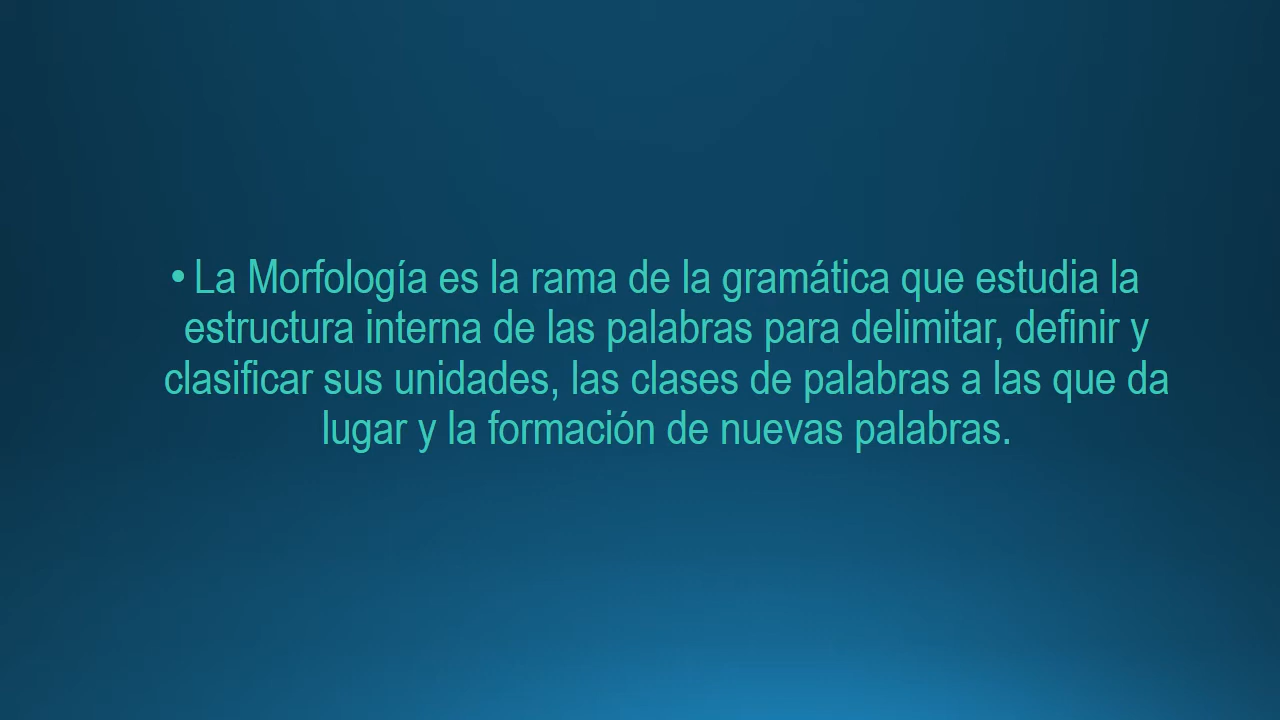 • La Morfología es la rama de la gramática que estudia la
estructura interna de las palabras para delimitar, definir y
clasificar sus unidades, las clases de palabras a las que da
lugar y la formación de nuevas palabras.